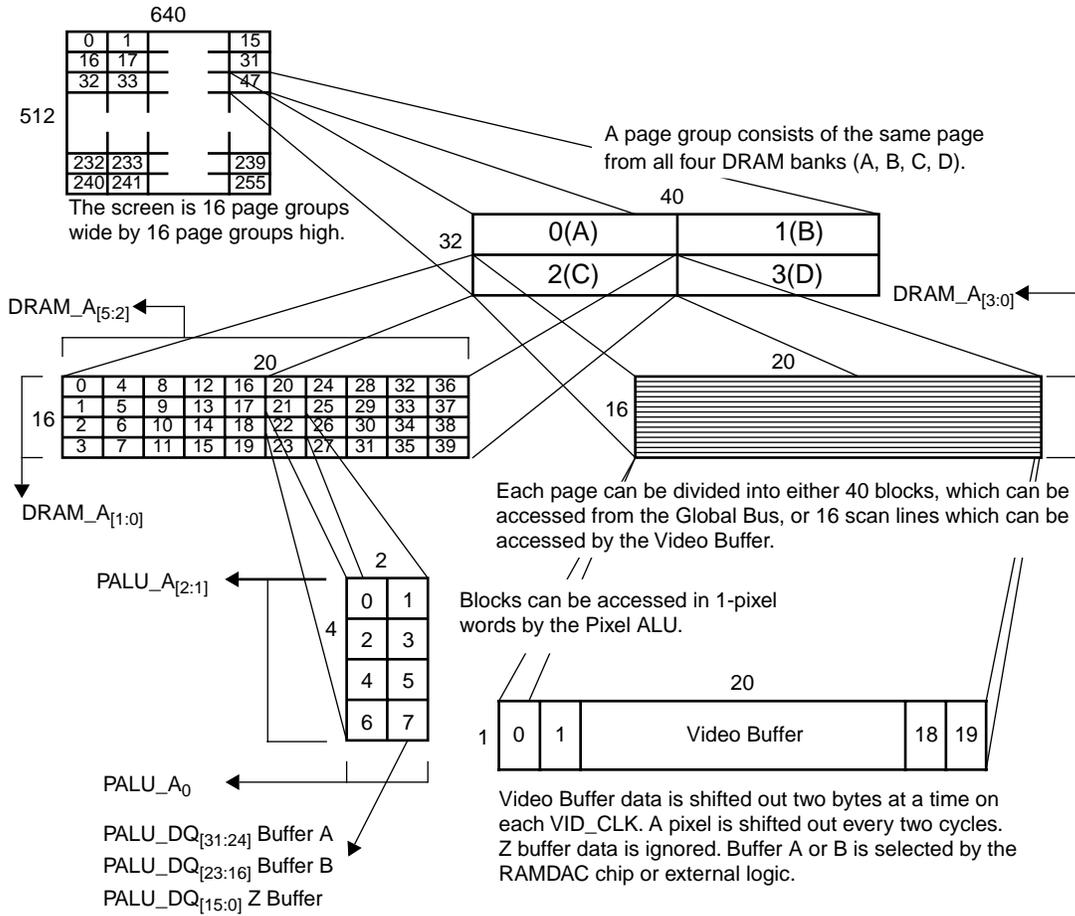 640
0 1 15
16 17 31
32 33 47
512
232 233 239
240 241 255
The screen is 16 page groups
wide by 16 page groups high.
A page group consists of the same page
from all four DRAM banks (A, B, C, D).
40
32
0(A) 1(B)
2(C) 3(D)
DRAM_A[5:2]
DRAM_A[3:0]
20
16
0 4 8 12 16 20 24 28 32 36
1 5 9 13 17 21 25 29 33 37
2 6 10 14 18 22 26 30 34 38
3 7 11 15 19 23 27 31 35 39
DRAM_A[1:0]
20
16
Each page can be divided into either 40 blocks, which can be
accessed from the Global Bus, or 16 scan lines which can be
accessed by the Video Buffer.
PALU_A[2:1]
2
4
0 1
2 3
4 5
6 7
Blocks can be accessed in 1-pixel
words by the Pixel ALU.
20
1
0 1 Video Buffer 18 19
PALU_A0
PALU_DQ[31:24] Buffer A
PALU_DQ[23:16] Buffer B
PALU_DQ[15:0] Z Buffer
Video Buffer data is shifted out two bytes at a time on
each VID_CLK. A pixel is shifted out every two cycles.
Z buffer data is ignored. Buffer A or B is selected by the
RAMDAC chip or external logic.